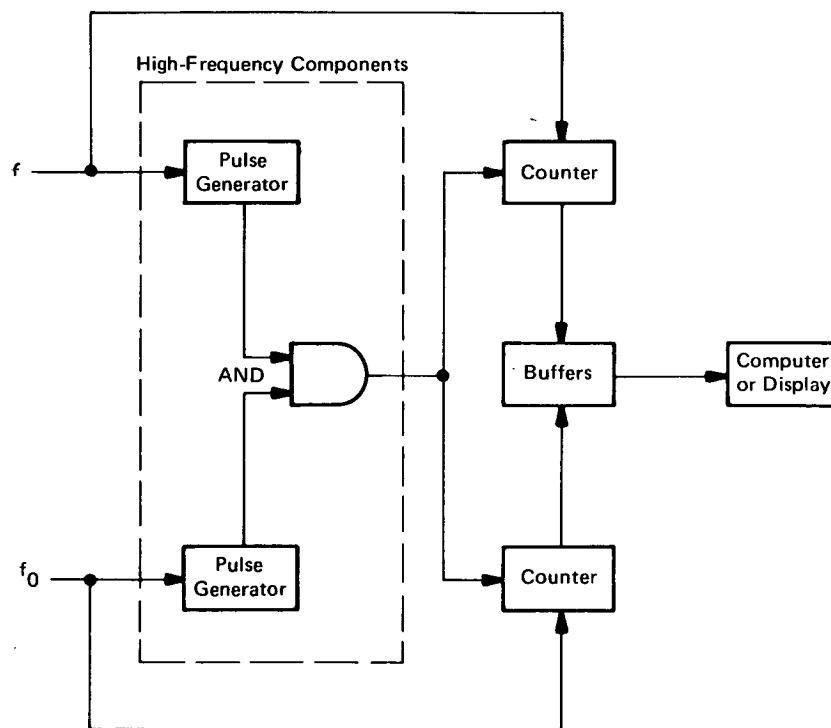 High-Frequency Components
f
Pulse
Generator
Counter
AND
Buffers
Computer
or Display
f₀
Pulse
Generator
Counter